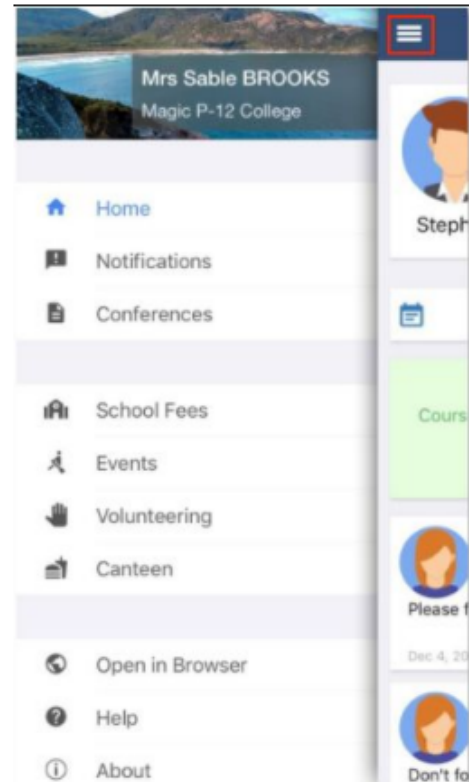 Mrs Sable BROOKS
Magic P-12 College
Home
Notifications
Conferences
School Fees
Events
Volunteering
Canteen
Open in Browser
Help
About
Steph
Cours
Please f
Dec 4, 20
Don't fo